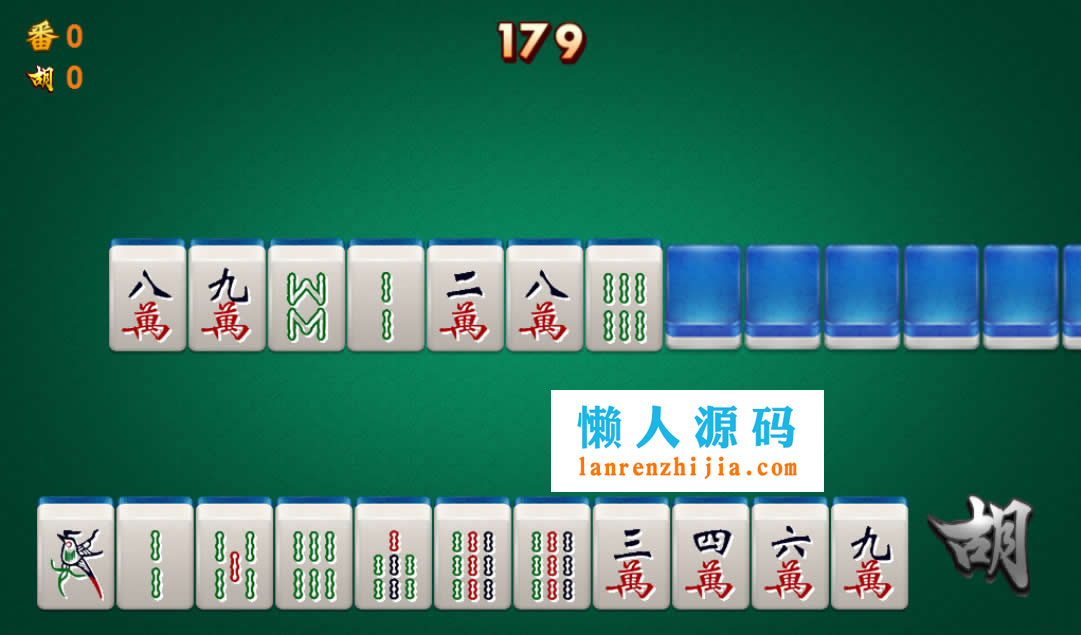 番 0
179
胡 0
八萬 九萬 二萬 八萬
懒人源码
lanrenzhijia.com
三萬 四萬 六萬 九萬
胡